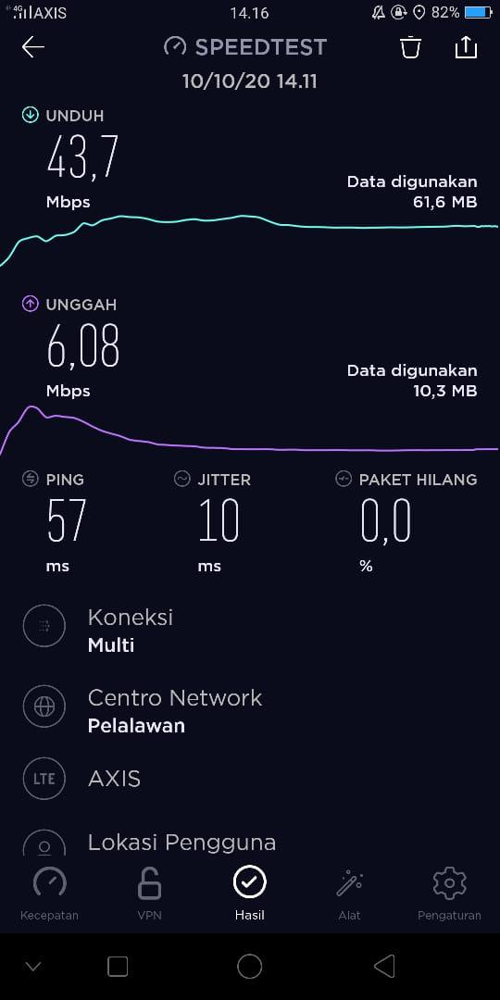 4G AXIS 14.16 82%
SPEEDTEST
10/10/20 14.11
UNDUH
43,7
Mbps
Data digunakan
61,6 MB
UNGGAH
6,08
Mbps
Data digunakan
10,3 MB
PING JITTER PAKET HILANG
57 10 0,0
ms ms %
Koneksi
Multi
Centro Network
Pelalawan
LTE AXIS
Lokasi Pengguna
Kecepatan VPN Hasil Alat Pengaturan